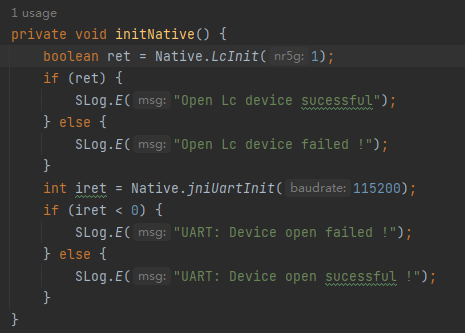 1 usage
private void initNative() {
boolean ret = Native.LcInit( nr5g: 1);
if (ret) {
SLog.E( msg: "Open Lc device sucessful");
} else {
SLog.E( msg: "Open Lc device failed !");
}
int iret = Native.jniUartInit( baudrate: 115200);
if (iret < 0) {
SLog.E( msg: "UART: Device open failed !");
} else {
SLog.E( msg: "UART: Device open sucessful !");
}
}